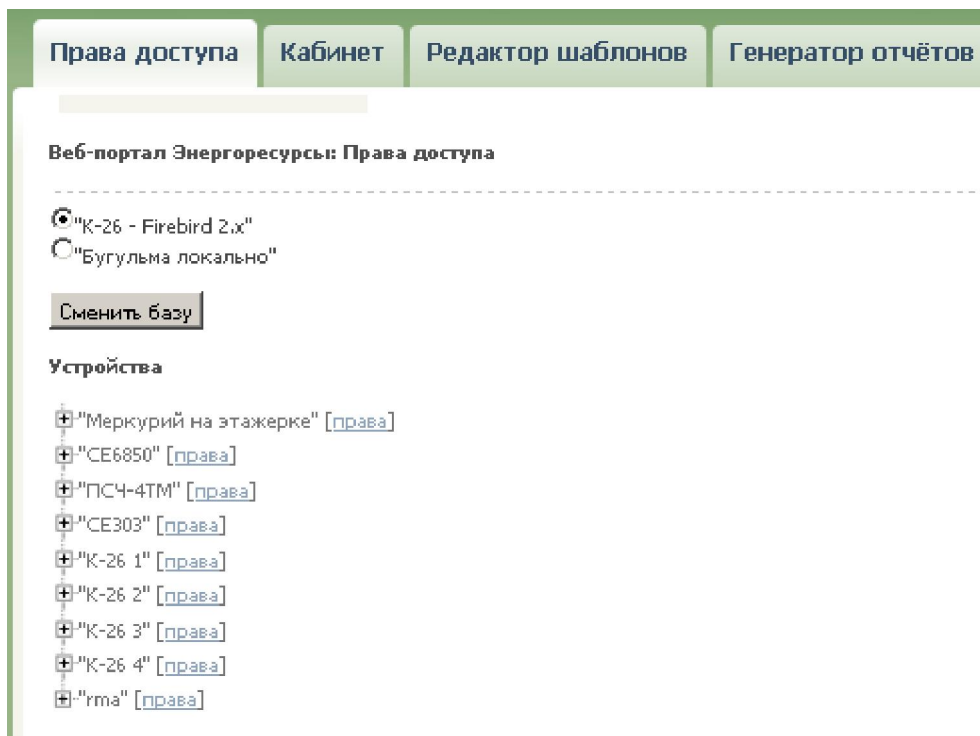 Права доступа Кабинет Редактор шаблонов Генератор отчётов
Веб-портал Энергоресурсы: Права доступа
"К-26 - Firebird 2.x"
"Бугульма локально"
Сменить базу
Устройства
"Меркурий на этажерке" [права]
"СЕ6850" [права]
"ПСЧ-4ТМ" [права]
"СЕ303" [права]
"К-26 1" [права]
"К-26 2" [права]
"К-26 3" [права]
"К-26 4" [права]
"rma" [права]